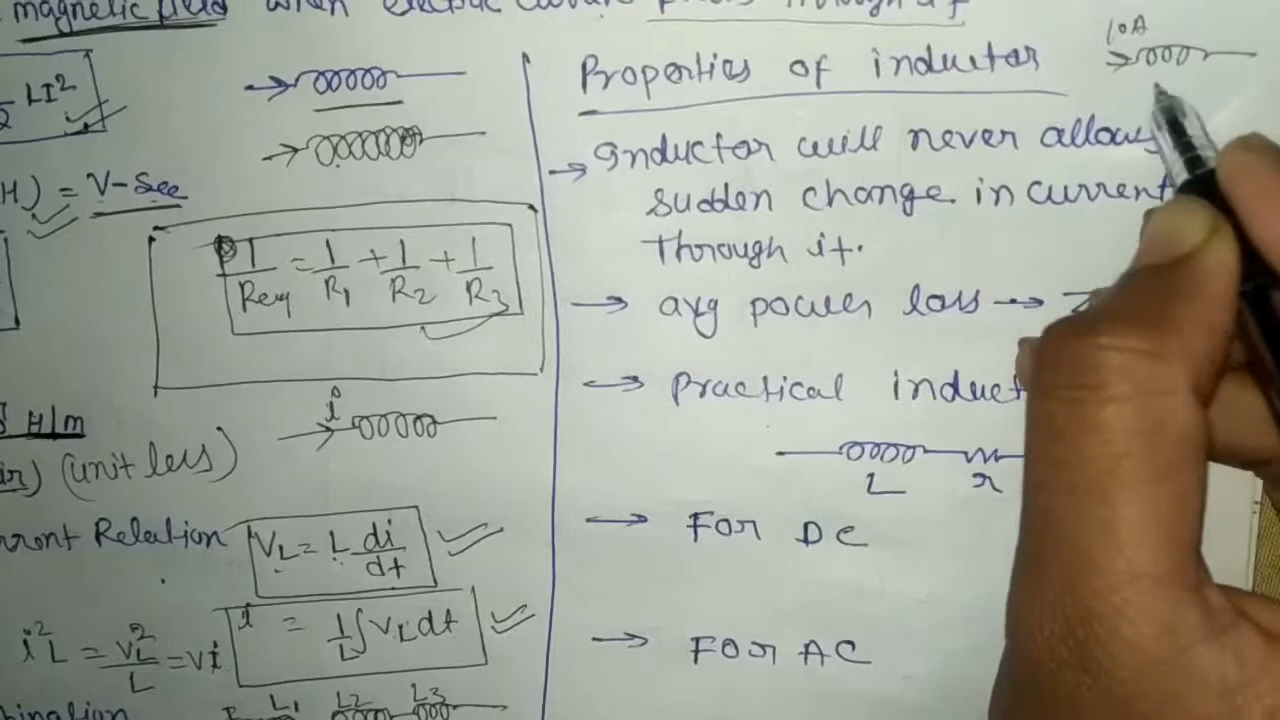 magnetic field when electric
LI²
H) = V-Sec
1/Req = 1/R1 + 1/R2 + 1/R3
H/m
i
(unit less)
Relation VL = L di/dt
i = 1/L ∫ VL dt
i²L = VL²/L = Vi
L1 L2 L3
Properties of inductor
10A
→ Inductor will never allow
sudden change in current
through it.
→ avg power loss →
→ Practical induct
L r
→ For DC
→ For AC